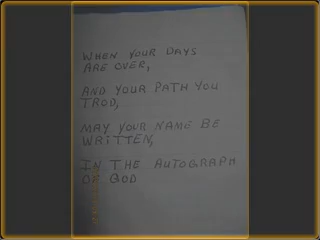 WHEN YOUR DAYS
ARE OVER,
AND YOUR PATH YOU
TROD,
MAY YOUR NAME BE
WRITTEN,
IN THE AUTOGRAPH
OF GOD